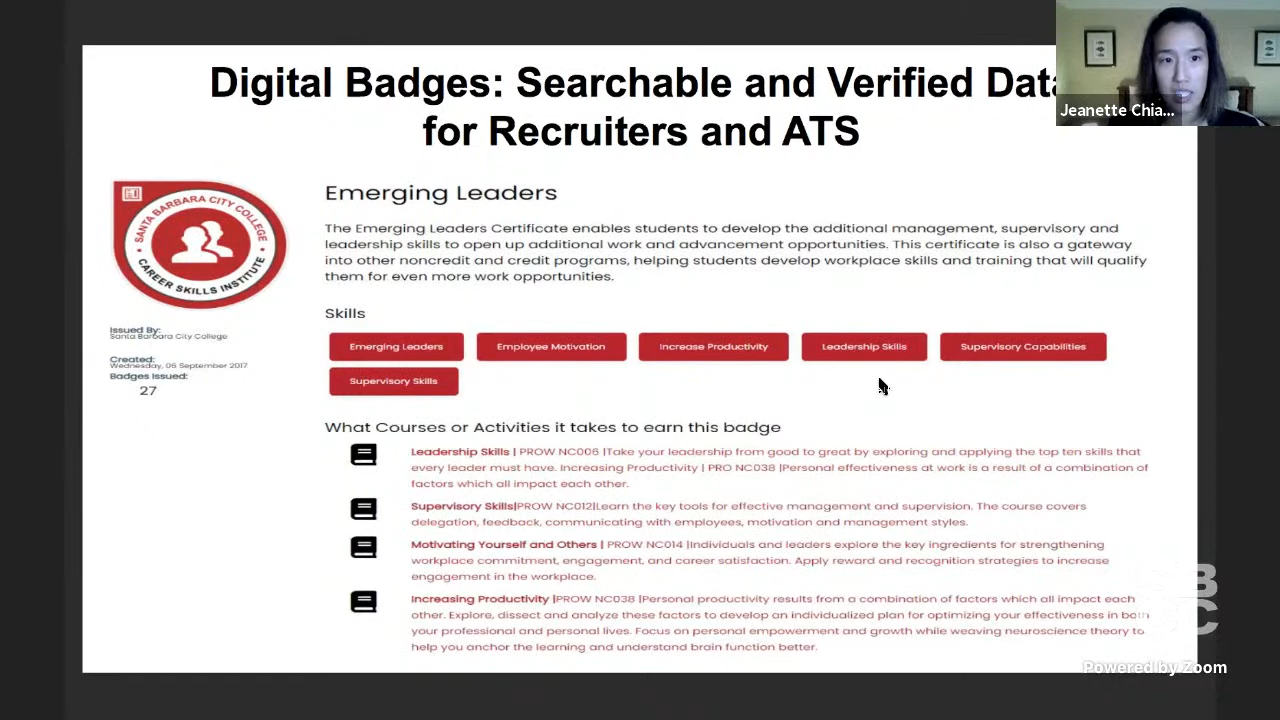 Digital Badges: Searchable and Verified Data
for Recruiters and ATS
Jeanette Chia...
SANTA BARBARA CITY COLLEGE
CAREER SKILLS INSTITUTE
Issued By:
Santa Barbara City College
Created:
Wednesday, 06 September 2017
Badges Issued:
27
Emerging Leaders
The Emerging Leaders Certificate enables students to develop the additional management, supervisory and
leadership skills to open up additional work and advancement opportunities. This certificate is also a gateway
into other noncredit and credit programs, helping students develop workplace skills and training that will qualify
them for even more work opportunities.
Skills
Emerging Leaders
Employee Motivation
Increase Productivity
Leadership Skills
Supervisory Capabilities
Supervisory Skills
What Courses or Activities it takes to earn this badge
Leadership Skills | PROW NC006 |Take your leadership from good to great by exploring and applying the top ten skills that
every leader must have. Increasing Productivity | PRO NC038 |Personal effectiveness at work is a result of a combination of
factors which all impact each other.
Supervisory Skills|PROW NC012|Learn the key tools for effective management and supervision. The course covers
delegation, feedback, communicating with employees, motivation and management styles.
Motivating Yourself and Others | PROW NC014 |Individuals and leaders explore the key ingredients for strengthening
workplace commitment, engagement, and career satisfaction. Apply reward and recognition strategies to increase
engagement in the workplace.
Increasing Productivity |PROW NC038 |Personal productivity results from a combination of factors which all impact each
other. Explore, dissect and analyze these factors to develop an individualized plan for optimizing your effectiveness in both
your professional and personal lives. Focus on personal empowerment and growth while weaving neuroscience theory to
help you anchor the learning and understand brain function better.
SB
CC
Powered by Zoom